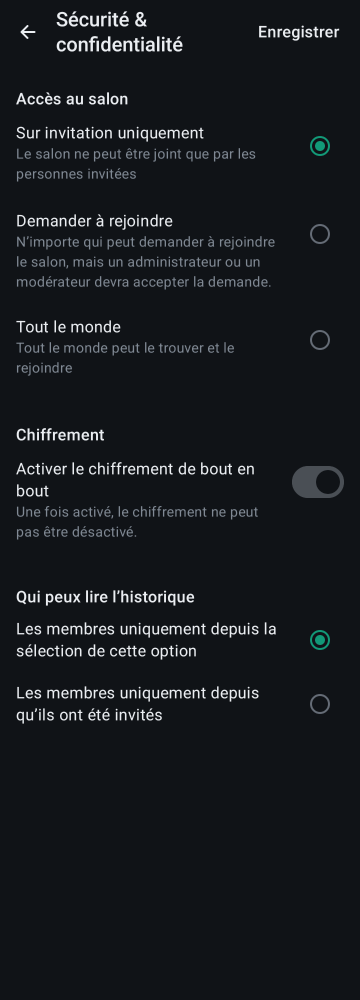 Sécurité &
confidentialité
Enregistrer
Accès au salon
Sur invitation uniquement
Le salon ne peut être joint que par les
personnes invitées
Demander à rejoindre
N’importe qui peut demander à rejoindre
le salon, mais un administrateur ou un
modérateur devra accepter la demande.
Tout le monde
Tout le monde peut le trouver et le
rejoindre
Chiffrement
Activer le chiffrement de bout en
bout
Une fois activé, le chiffrement ne peut
pas être désactivé.
Qui peux lire l’historique
Les membres uniquement depuis la
sélection de cette option
Les membres uniquement depuis
qu’ils ont été invités